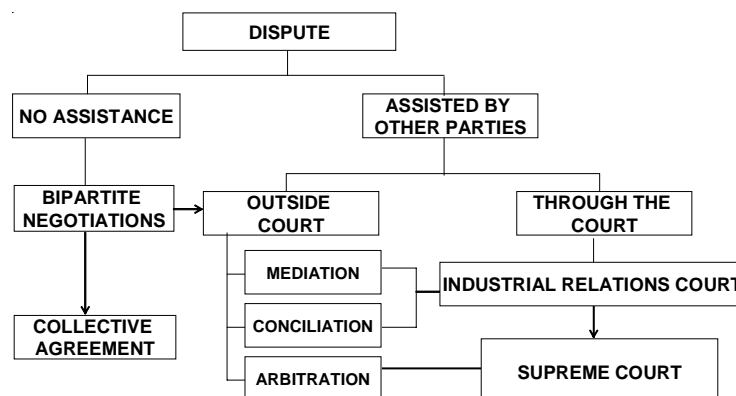 DISPUTE
NO ASSISTANCE
ASSISTED BY
OTHER PARTIES
BIPARTITE
NEGOTIATIONS
OUTSIDE
COURT
THROUGH THE
COURT
MEDIATION
INDUSTRIAL RELATIONS COURT
CONCILIATION
COLLECTIVE
AGREEMENT
ARBITRATION
SUPREME COURT